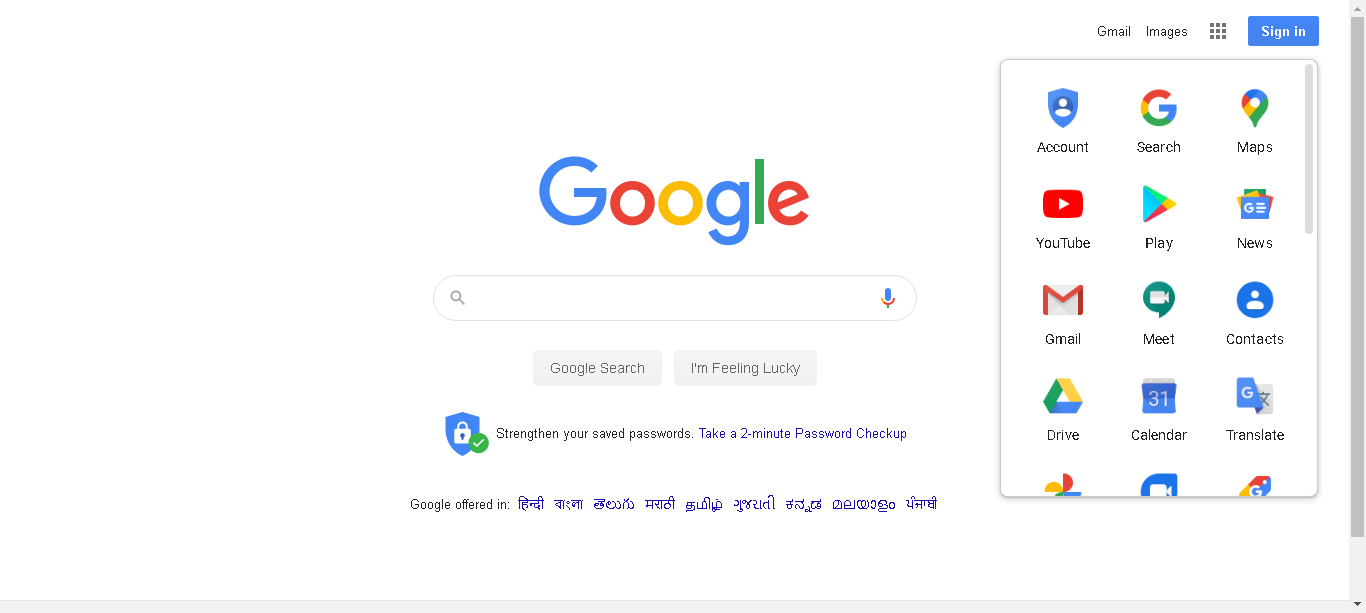 Gmail Images Sign in
Account Search Maps
Google
YouTube Play News
Gmail Meet Contacts
Google Search I'm Feeling Lucky
31
Drive Calendar Translate
Strengthen your saved passwords. Take a 2-minute Password Checkup
Google offered in: हिन्दी বাংলা తెలుగు मराठी தமிழ் ગુજરાતી ಕನ್ನಡ മലയാളം ਪੰਜਾਬੀ